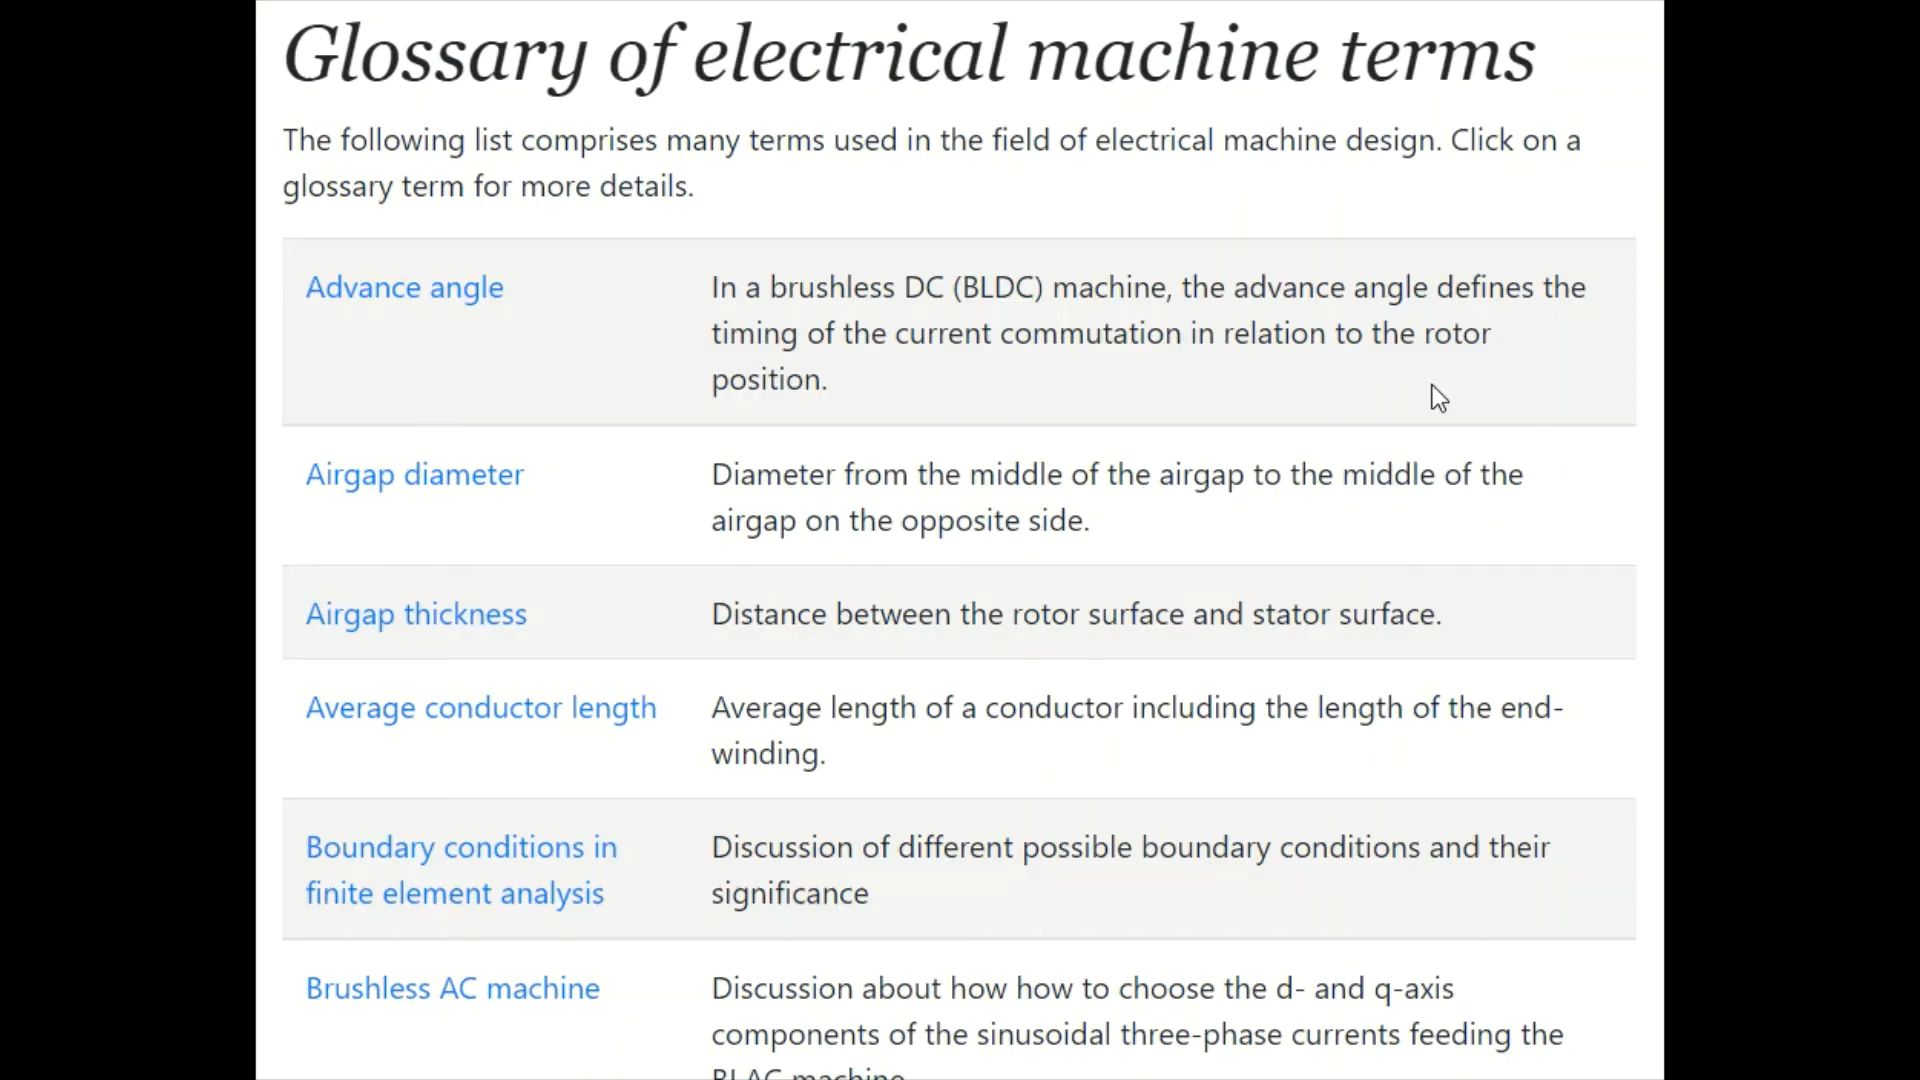 Glossary of electrical machine terms
The following list comprises many terms used in the field of electrical machine design. Click on a
glossary term for more details.
Advance angle
In a brushless DC (BLDC) machine, the advance angle defines the
timing of the current commutation in relation to the rotor
position.
Airgap diameter
Diameter from the middle of the airgap to the middle of the
airgap on the opposite side.
Airgap thickness
Distance between the rotor surface and stator surface.
Average conductor length
Average length of a conductor including the length of the end-
winding.
Boundary conditions in
finite element analysis
Discussion of different possible boundary conditions and their
significance
Brushless AC machine
Discussion about how how to choose the d- and q-axis
components of the sinusoidal three-phase currents feeding the
BLAC machine